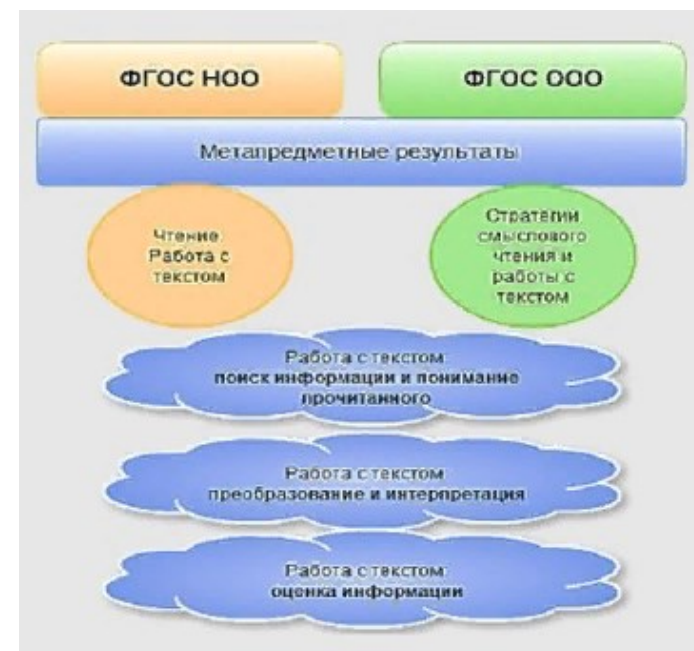 ФГОС НОО
ФГОС ООО
Метапредметные результаты
Чтение.
Работа с
текстом
Стратегии
смыслового
чтения и
работы с
текстом
Работа с текстом:
поиск информации и понимание
прочитанного
Работа с текстом:
преобразование и интерпретация
Работа с текстом:
оценка информации